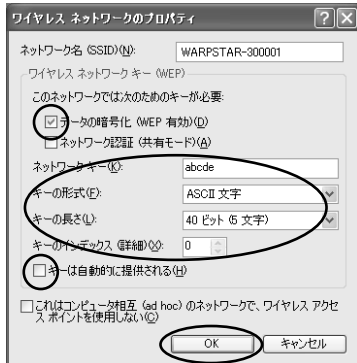 ワイヤレス ネットワークのプロパティ
ネットワーク名 (SSID)(N): WARPSTAR-300001
ワイヤレス ネットワーク キー (WEP)
このネットワークでは次のためのキーが必要:
データの暗号化 (WEP 有効)(D)
ネットワーク認証 (共有モード)(A)
ネットワーク キー(K): abcde
キーの形式(F): ASCII 文字
キーの長さ(L): 40 ビット (5 文字)
キーのインデックス (詳細)(X): 0
キーは自動的に提供される(H)
これはコンピュータ相互 (ad hoc) のネットワークで、ワイヤレス アクセ
ス ポイントを使用しない(C)
OK キャンセル